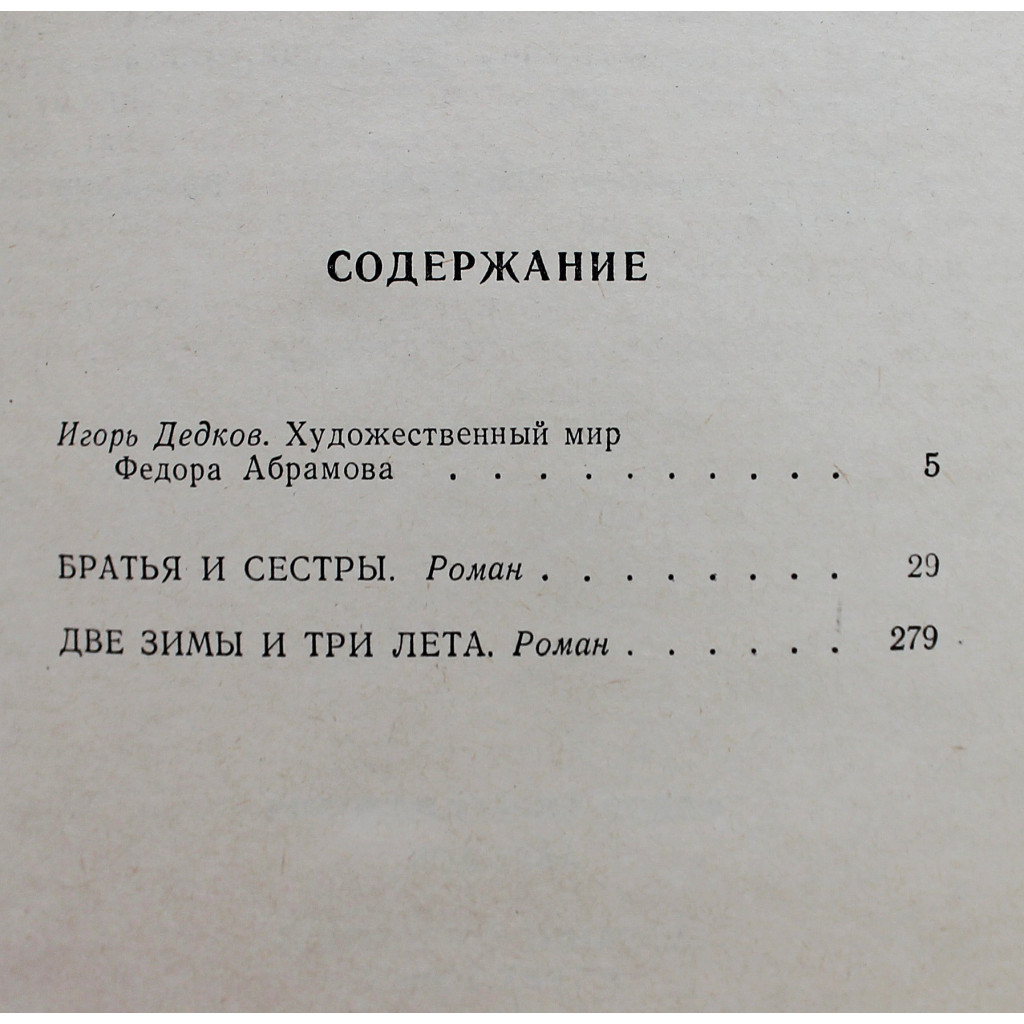 СОДЕРЖАНИЕ
Игорь Дедков. Художественный мир
Федора Абрамова . . . . . . . . . . 5
БРАТЬЯ И СЕСТРЫ. Роман . . . . . . . . 29
ДВЕ ЗИМЫ И ТРИ ЛЕТА. Роман . . . . . . 279